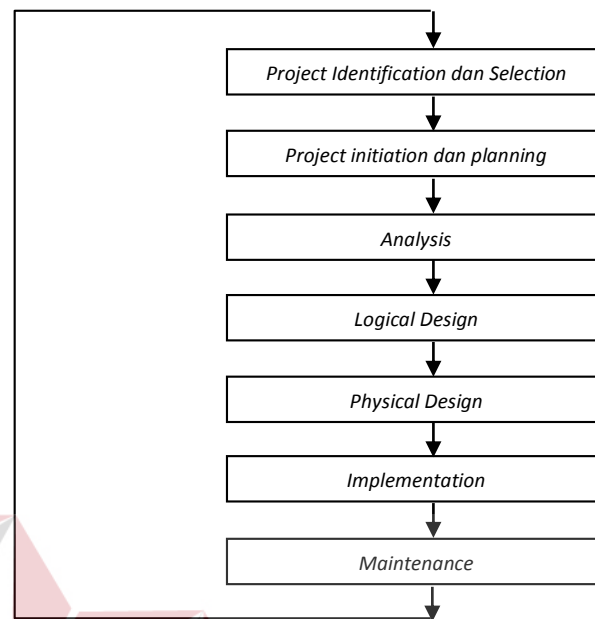 Project Identification dan Selection
Project initiation dan planning
Analysis
Logical Design
Physical Design
Implementation
Maintenance